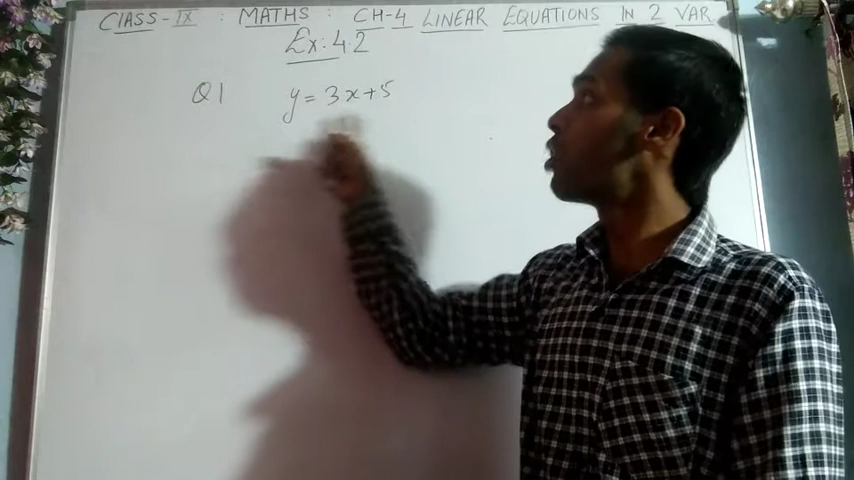 CLASS-IX : MATHS : CH-4 LINEAR EQUATIONS IN 2 VAR
Ex: 4.2
Q1 y = 3x+5